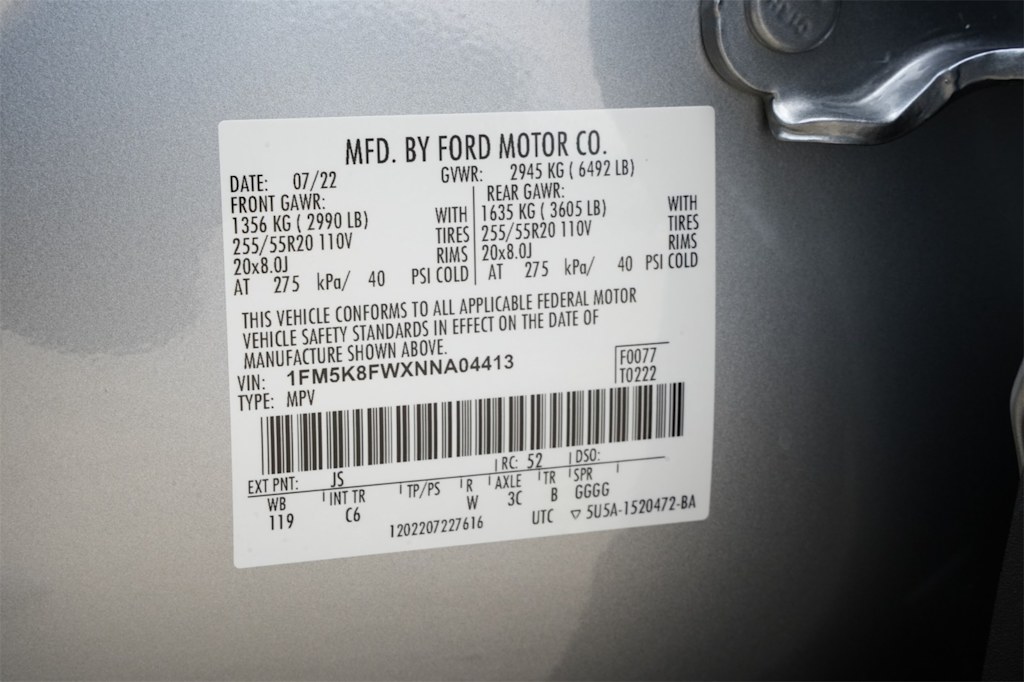 MFD. BY FORD MOTOR CO.
DATE: 07/22 GVWR: 2945 KG ( 6492 LB)
FRONT GAWR: REAR GAWR:
1356 KG ( 2990 LB) WITH 1635 KG ( 3605 LB) WITH
255/55R20 110V TIRES 255/55R20 110V TIRES
20x8.0J RIMS 20x8.0J RIMS
AT 275 kPa/ 40 PSI COLD AT 275 kPa/ 40 PSI COLD
THIS VEHICLE CONFORMS TO ALL APPLICABLE FEDERAL MOTOR
VEHICLE SAFETY STANDARDS IN EFFECT ON THE DATE OF
MANUFACTURE SHOWN ABOVE.
VIN: 1FM5K8FWXNNA04413 F0077
TYPE: MPV T0222
EXT PNT: JS RC: 52 DSO:
WB INT TR TP/PS R AXLE TR SPR
119 C6 W 3C B GGGG
1202207227616 UTC ▽ 5U5A-1520472-BA